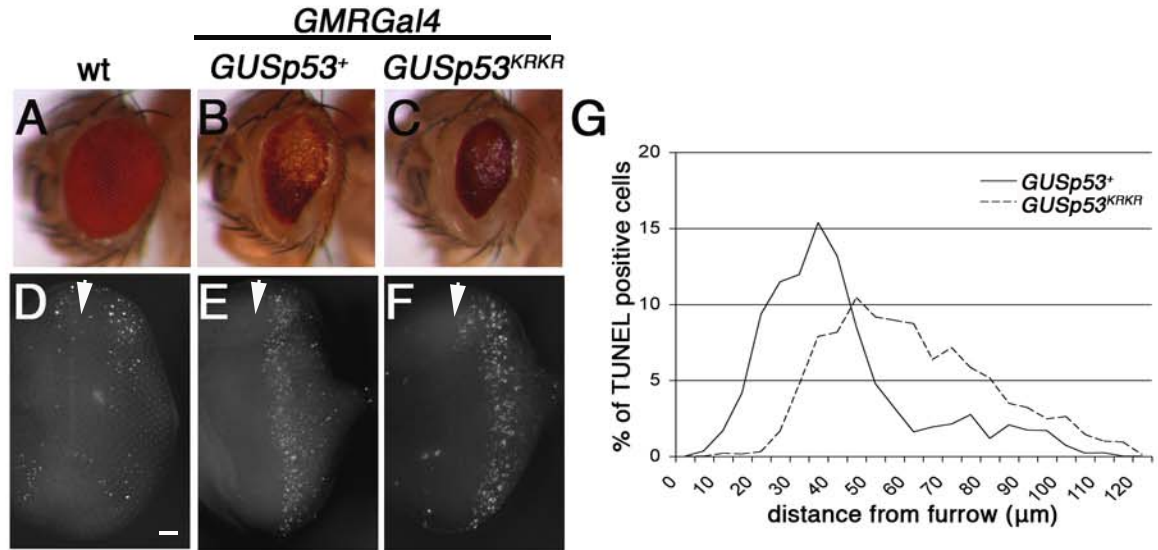 GMRGal4
wt GUSp53+ GUSp53KRKR
A B C
D E F
G
% of TUNEL positive cells
20
15
10
5
0
GUSp53+
GUSp53KRKR
0 10 20 30 40 50 60 70 80 90 100 110 120
distance from furrow (µm)